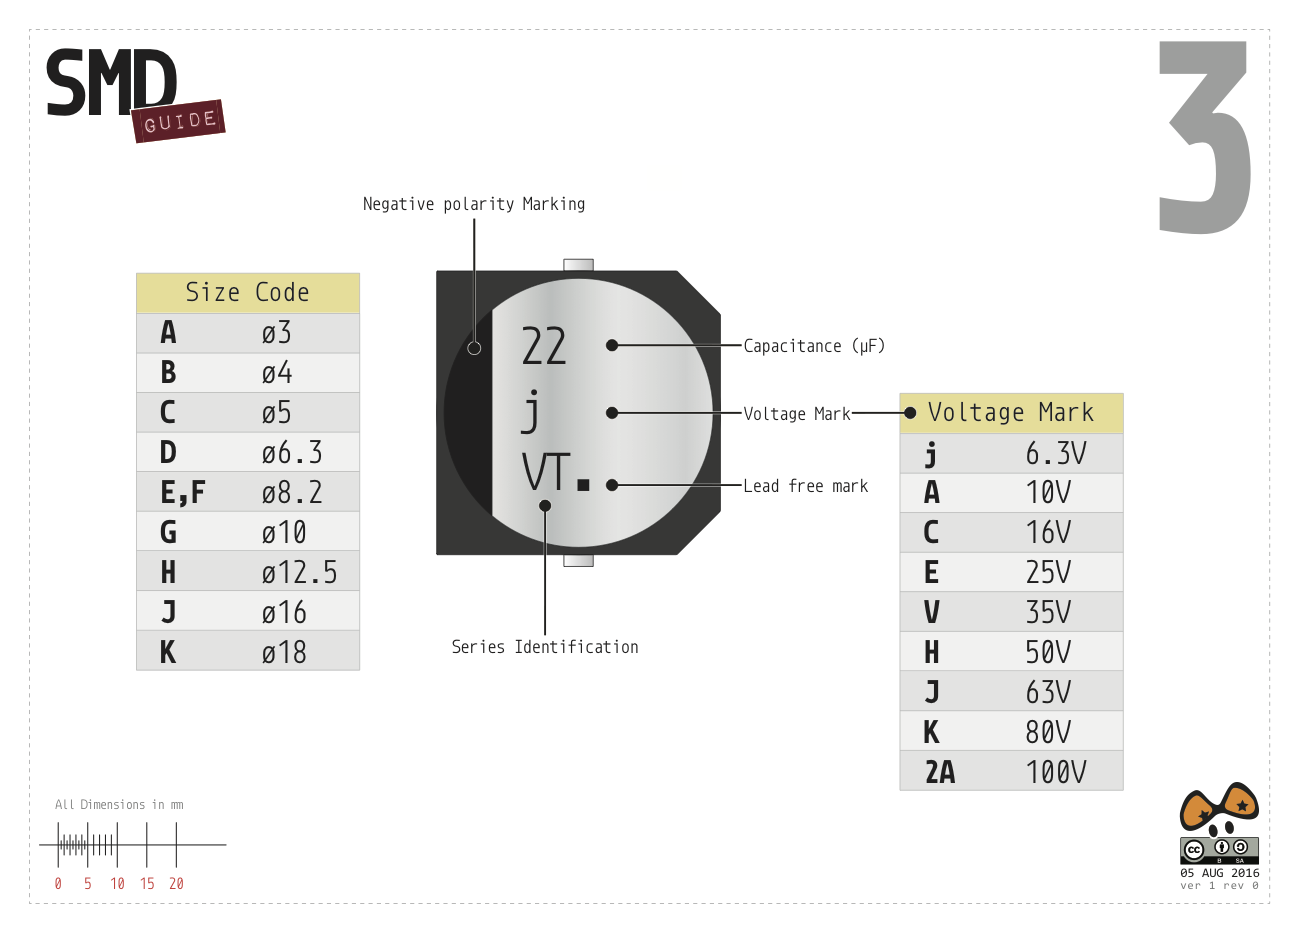 SMD
GUIDE
3
Negative polarity Marking
Size Code
A ø3
B ø4
C ø5
D ø6.3
E,F ø8.2
G ø10
H ø12.5
J ø16
K ø18
22
j
VT.
Capacitance (µF)
Voltage Mark
Lead free mark
Series Identification
Voltage Mark
j 6.3V
A 10V
C 16V
E 25V
V 35V
H 50V
J 63V
K 80V
2A 100V
All Dimensions in mm
0 5 10 15 20
cc
B SA
05 AUG 2016
ver 1 rev 0